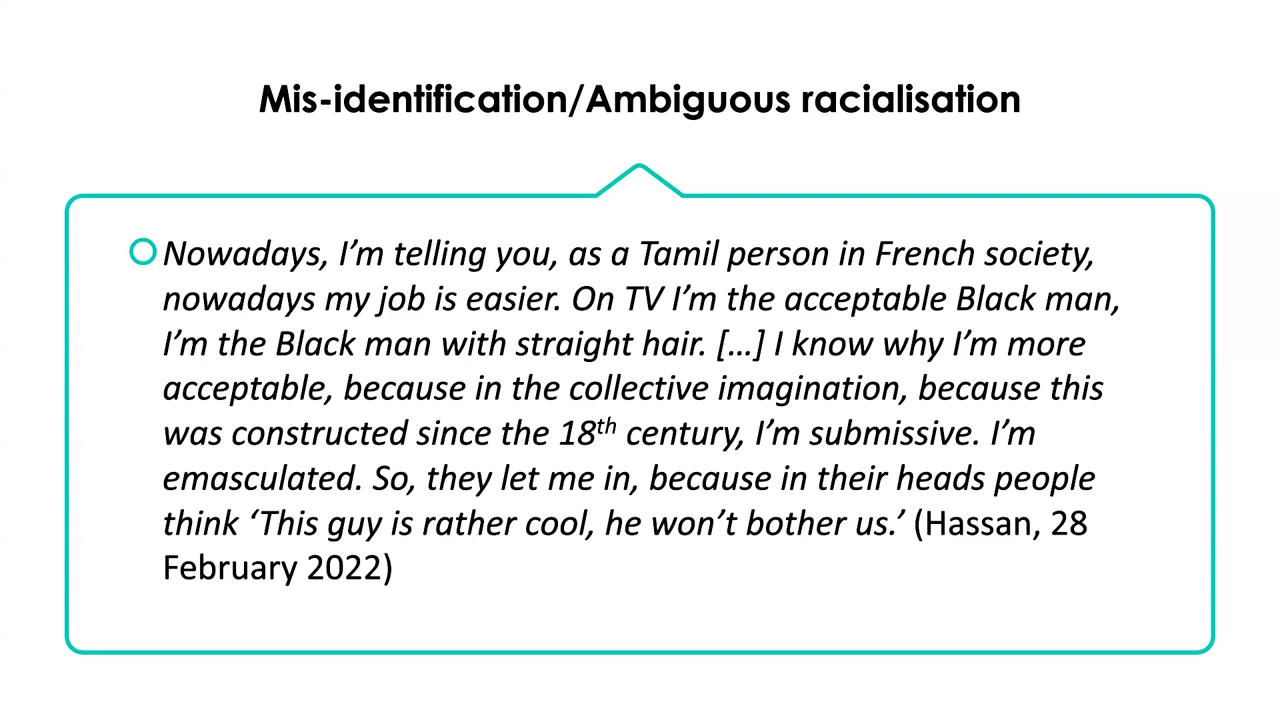 Mis-identification/Ambiguous racialisation
Nowadays, I’m telling you, as a Tamil person in French society,
nowadays my job is easier. On TV I’m the acceptable Black man,
I’m the Black man with straight hair. […] I know why I’m more
acceptable, because in the collective imagination, because this
was constructed since the 18th century, I’m submissive. I’m
emasculated. So, they let me in, because in their heads people
think ‘This guy is rather cool, he won’t bother us.’ (Hassan, 28
February 2022)